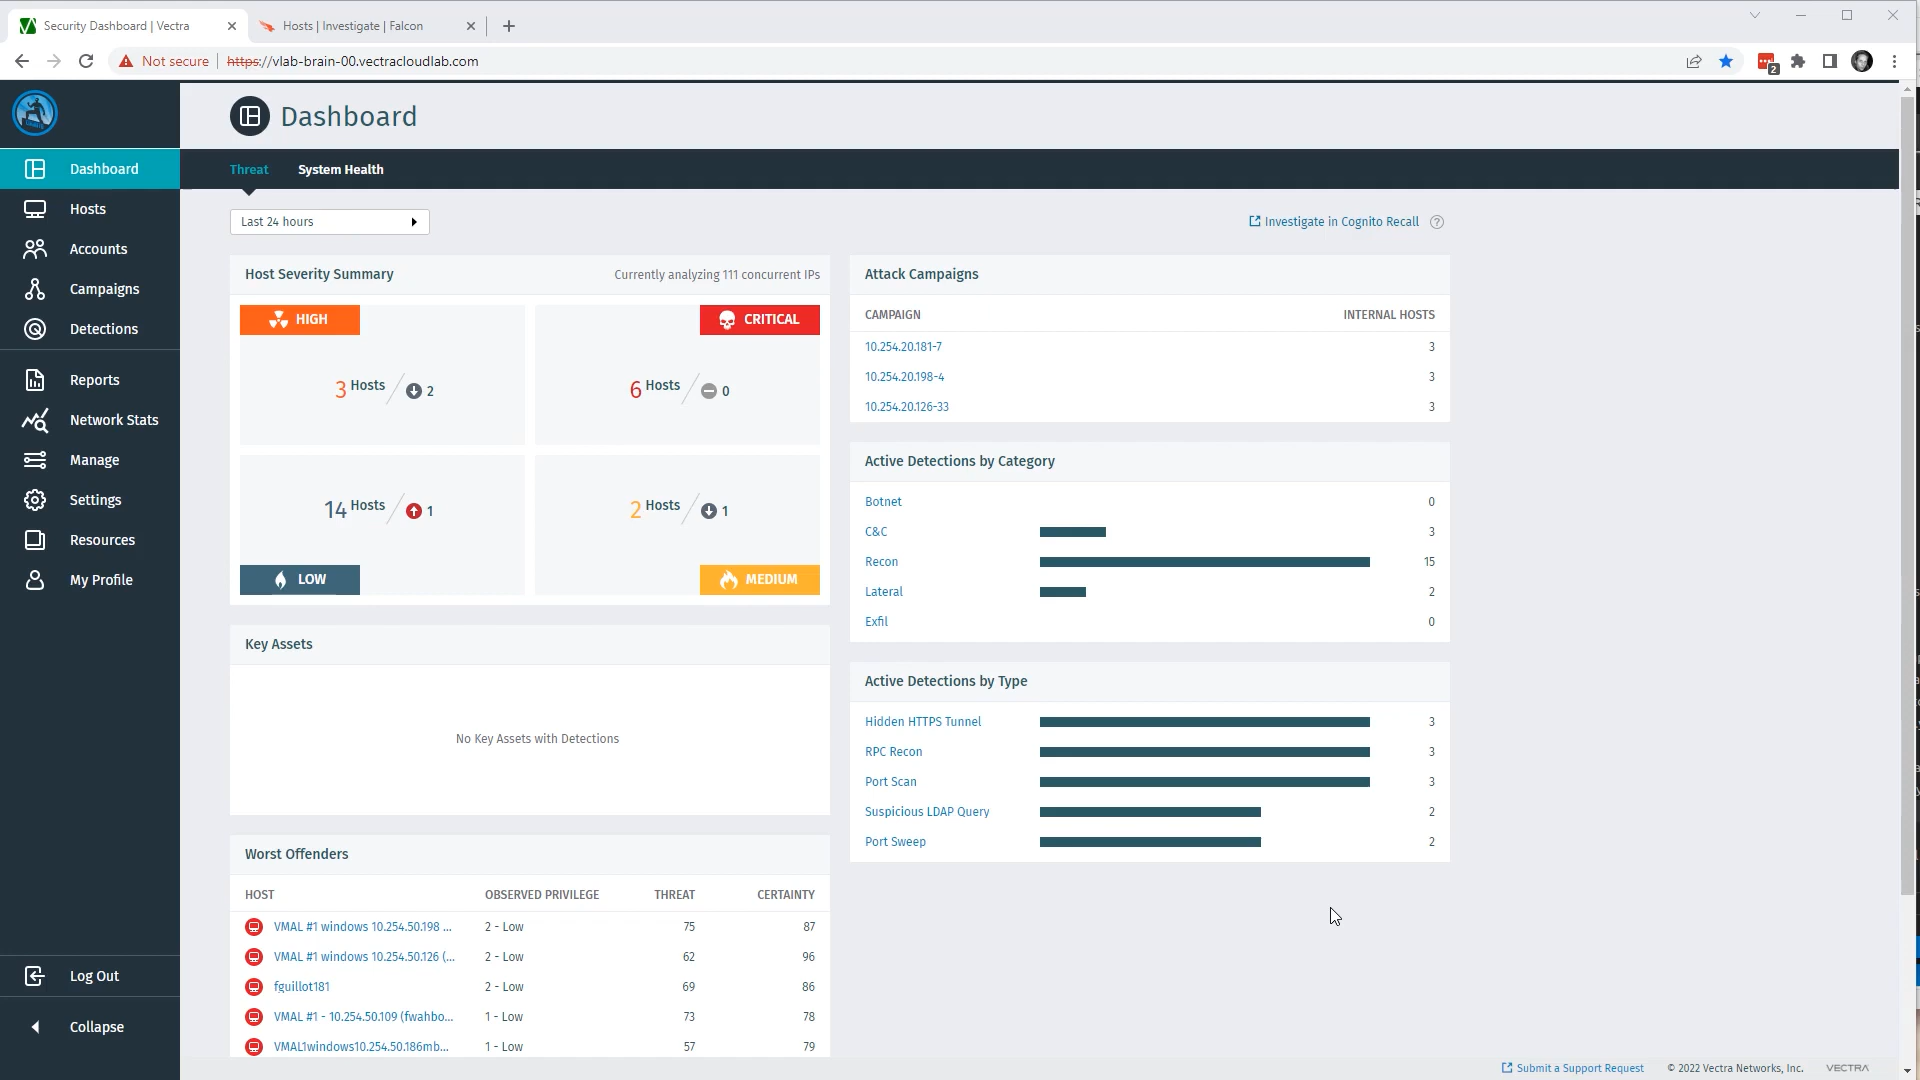 Security Dashboard | Vectra
Hosts | Investigate | Falcon
Not secure
https://vlab-brain-00.vectracloudlab.com
2
Dashboard
Dashboard
Hosts
Accounts
Campaigns
Detections
Reports
Network Stats
Manage
Settings
Resources
My Profile
Log Out
Collapse
Threat
System Health
Last 24 hours
Investigate in Cognito Recall ?
Host Severity Summary
Currently analyzing 111 concurrent IPs
HIGH
3 Hosts / 2
CRITICAL
6 Hosts / 0
14 Hosts / 1
LOW
2 Hosts / 1
MEDIUM
Key Assets
No Key Assets with Detections
Worst Offenders
HOST OBSERVED PRIVILEGE THREAT CERTAINTY
VMAL #1 windows 10.254.50.198 ... 2 - Low 75 87
VMAL #1 windows 10.254.50.126 (... 2 - Low 62 96
fguillot181 2 - Low 69 86
VMAL #1 - 10.254.50.109 (fwahbo... 1 - Low 73 78
VMAL1windows10.254.50.186mb... 1 - Low 57 79
Attack Campaigns
CAMPAIGN INTERNAL HOSTS
10.254.20.181-7 3
10.254.20.198-4 3
10.254.20.126-33 3
Active Detections by Category
Botnet 0
C&C 3
Recon 15
Lateral 2
Exfil 0
Active Detections by Type
Hidden HTTPS Tunnel 3
RPC Recon 3
Port Scan 3
Suspicious LDAP Query 2
Port Sweep 2
Submit a Support Request
© 2022 Vectra Networks, Inc.
VECTRA